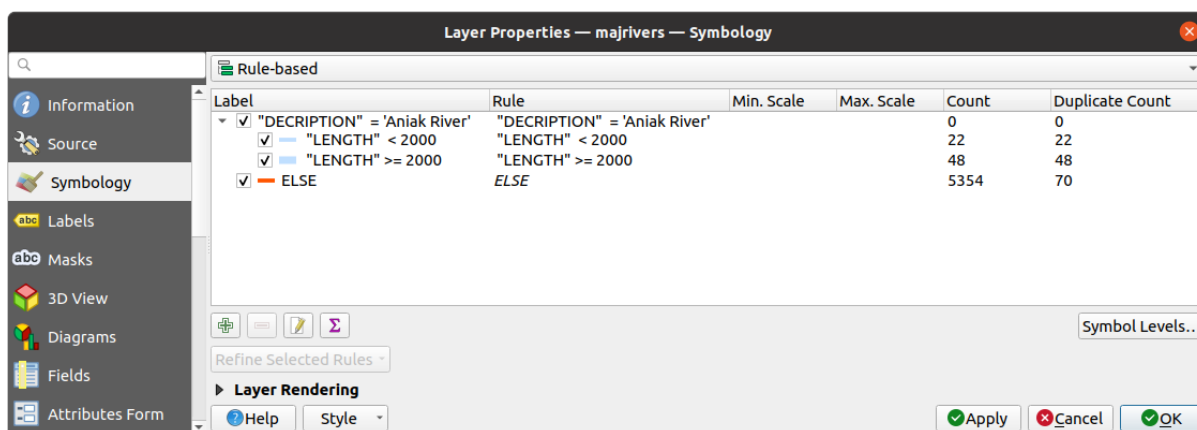 Layer Properties — majrivers — Symbology
Rule-based
Information
Source
Symbology
Labels
Masks
3D View
Diagrams
Fields
Attributes Form
Label Rule Min. Scale Max. Scale Count Duplicate Count
"DECRIPTION" = 'Aniak River' "DECRIPTION" = 'Aniak River' 0 0
"LENGTH" < 2000 "LENGTH" < 2000 22 22
"LENGTH" >= 2000 "LENGTH" >= 2000 48 48
ELSE ELSE 5354 70
Σ Symbol Levels..
Refine Selected Rules
Layer Rendering
Help Style Apply Cancel OK